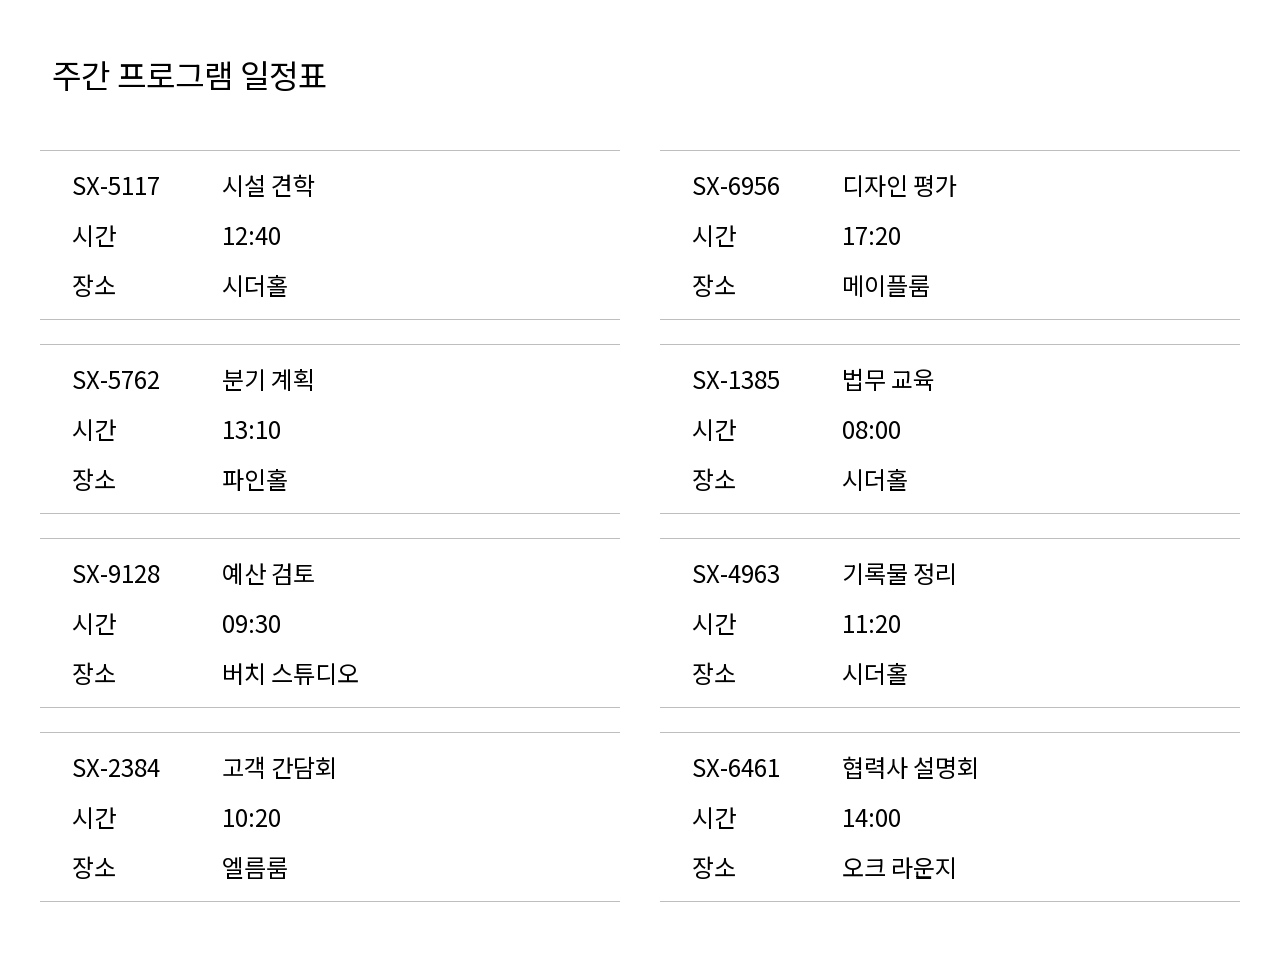 주간 프로그램 일정표
SX-5117 시설 견학
시간 12:40
장소 시더홀
SX-5762 분기 계획
시간 13:10
장소 파인홀
SX-9128 예산 검토
시간 09:30
장소 버치 스튜디오
SX-2384 고객 간담회
시간 10:20
장소 엘름룸
SX-6956 디자인 평가
시간 17:20
장소 메이플룸
SX-1385 법무 교육
시간 08:00
장소 시더홀
SX-4963 기록물 정리
시간 11:20
장소 시더홀
SX-6461 협력사 설명회
시간 14:00
장소 오크 라운지